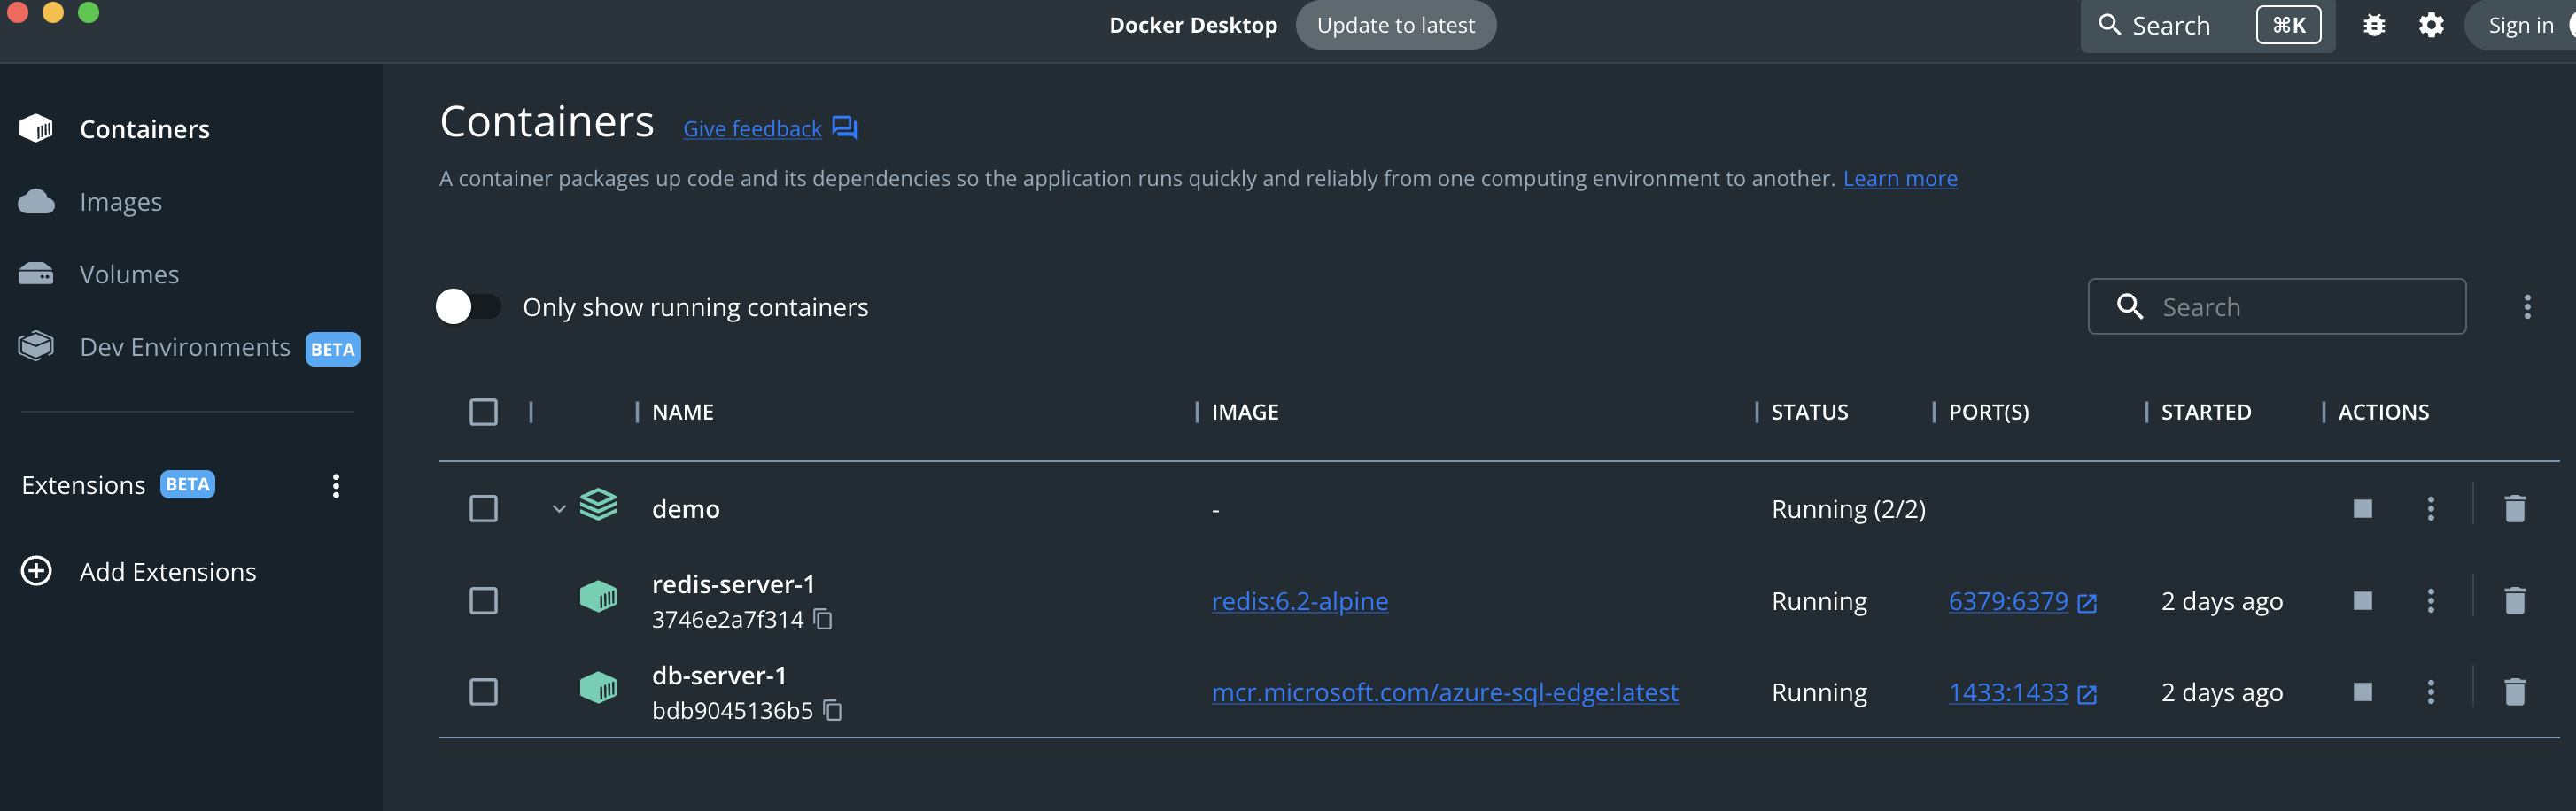 Docker Desktop Update to latest Search ⌘K Sign in
Containers
Images
Volumes
Dev Environments BETA
Extensions BETA
Add Extensions
Containers Give feedback
A container packages up code and its dependencies so the application runs quickly and reliably from one computing environment to another. Learn more
Only show running containers Search
NAME IMAGE STATUS PORT(S) STARTED ACTIONS
demo - Running (2/2)
redis-server-1
3746e2a7f314 redis:6.2-alpine Running 6379:6379 2 days ago
db-server-1
bdb9045136b5 mcr.microsoft.com/azure-sql-edge:latest Running 1433:1433 2 days ago